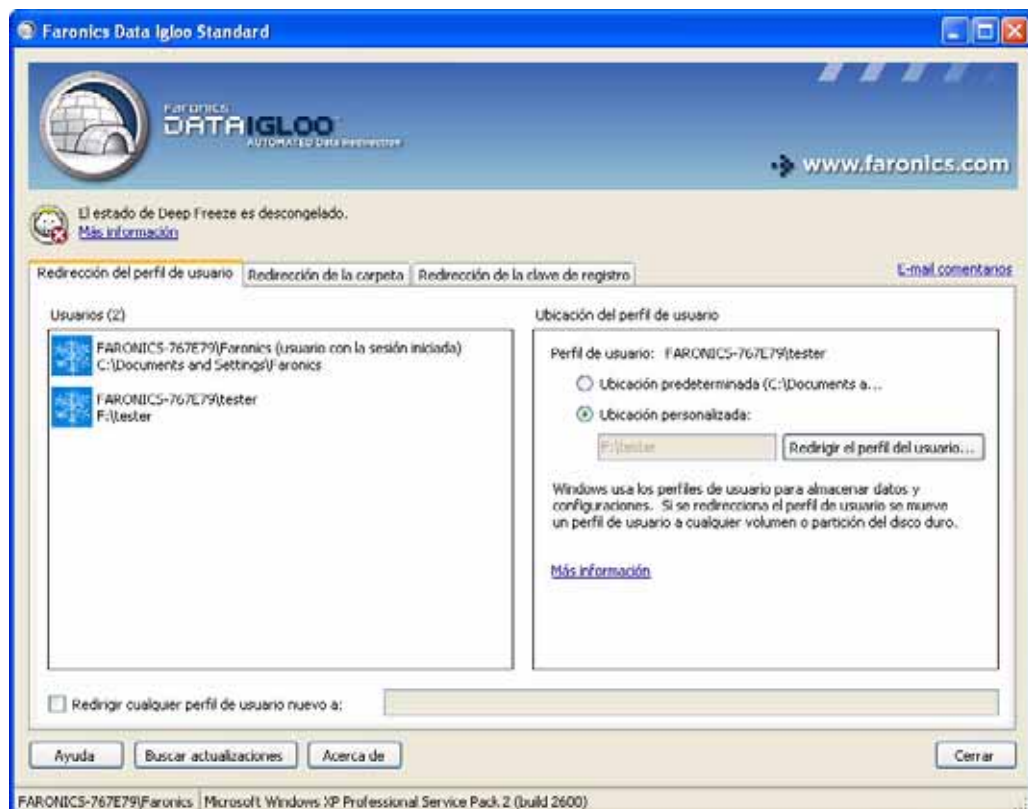 Faronics Data Igloo Standard
Faronics
DATAIGLOO
AUTOMATED Data Redirection
www.faronics.com
El estado de Deep Freeze es descongelado.
Más información
Redirección del perfil de usuario
Redirección de la carpeta
Redirección de la clave de registro
E-mail comentarios
Usuarios (2)
FARONICS-767E79\Faronics (usuario con la sesión iniciada)
C:\Documents and Settings\Faronics
FARONICS-767E79\tester
F:\tester
Ubicación del perfil de usuario
Perfil de usuario: FARONICS-767E79\tester
Ubicación predeterminada (C:\Documents a...
Ubicación personalizada:
F:\tester
Redirigir el perfil del usuario...
Windows usa los perfiles de usuario para almacenar datos y
configuraciones. Si se redirecciona el perfil de usuario se mueve
un perfil de usuario a cualquier volumen o partición del disco duro.
Más información
Redirigir cualquier perfil de usuario nuevo a:
Ayuda
Buscar actualizaciones
Acerca de
Cerrar
FARONICS-767E79\Faronics
Microsoft Windows XP Professional Service Pack 2 (build 2600)